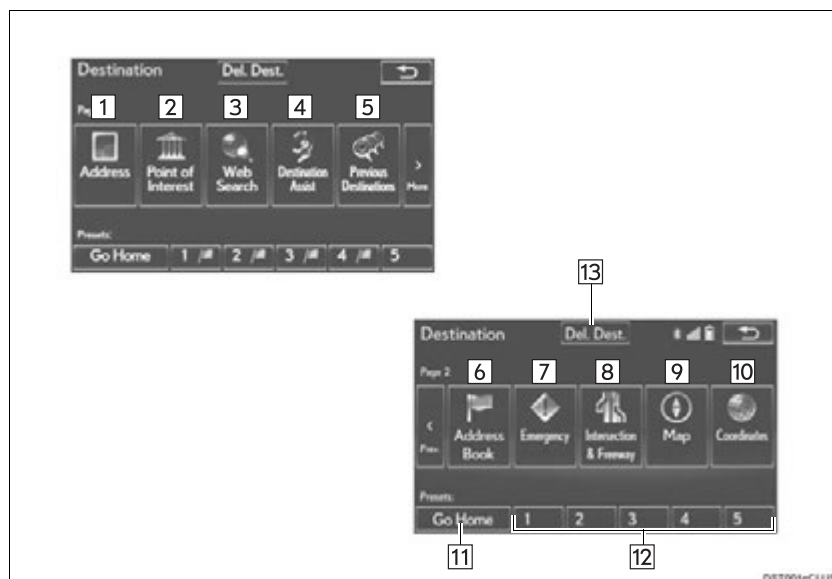 Destination Del. Dest.
1 2 3 4 5
Address Point of Interest Web Search Destination Assist Previous Destinations > More
Presets:
Go Home 1 2 3 4 5
13
Destination Del. Dest.
Page 2 6 7 8 9 10
< Prev. Address Book Emergency Intersection & Freeway Map Coordinates
Presets:
Go Home 1 2 3 4 5
11 12